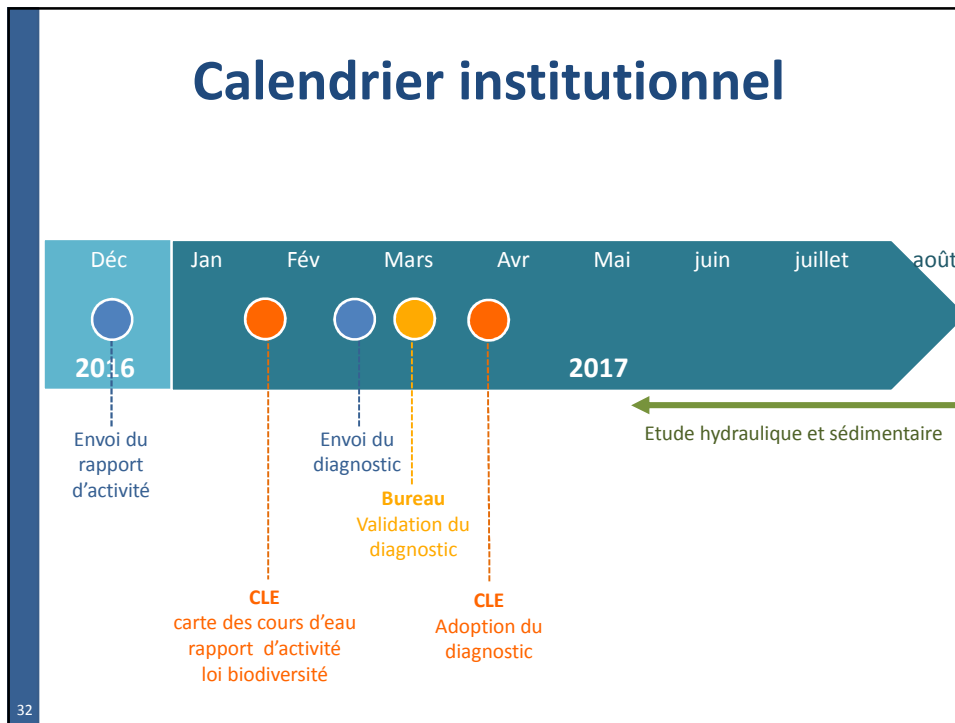 Calendrier institutionnel
Déc Jan Fév Mars Avr Mai juin juillet août
2016 2017
Etude hydraulique et sédimentaire
Envoi du
rapport
d’activité
Envoi du
diagnostic
Bureau
Validation du
diagnostic
CLE
carte des cours d’eau
rapport d’activité
loi biodiversité
CLE
Adoption du
diagnostic
32